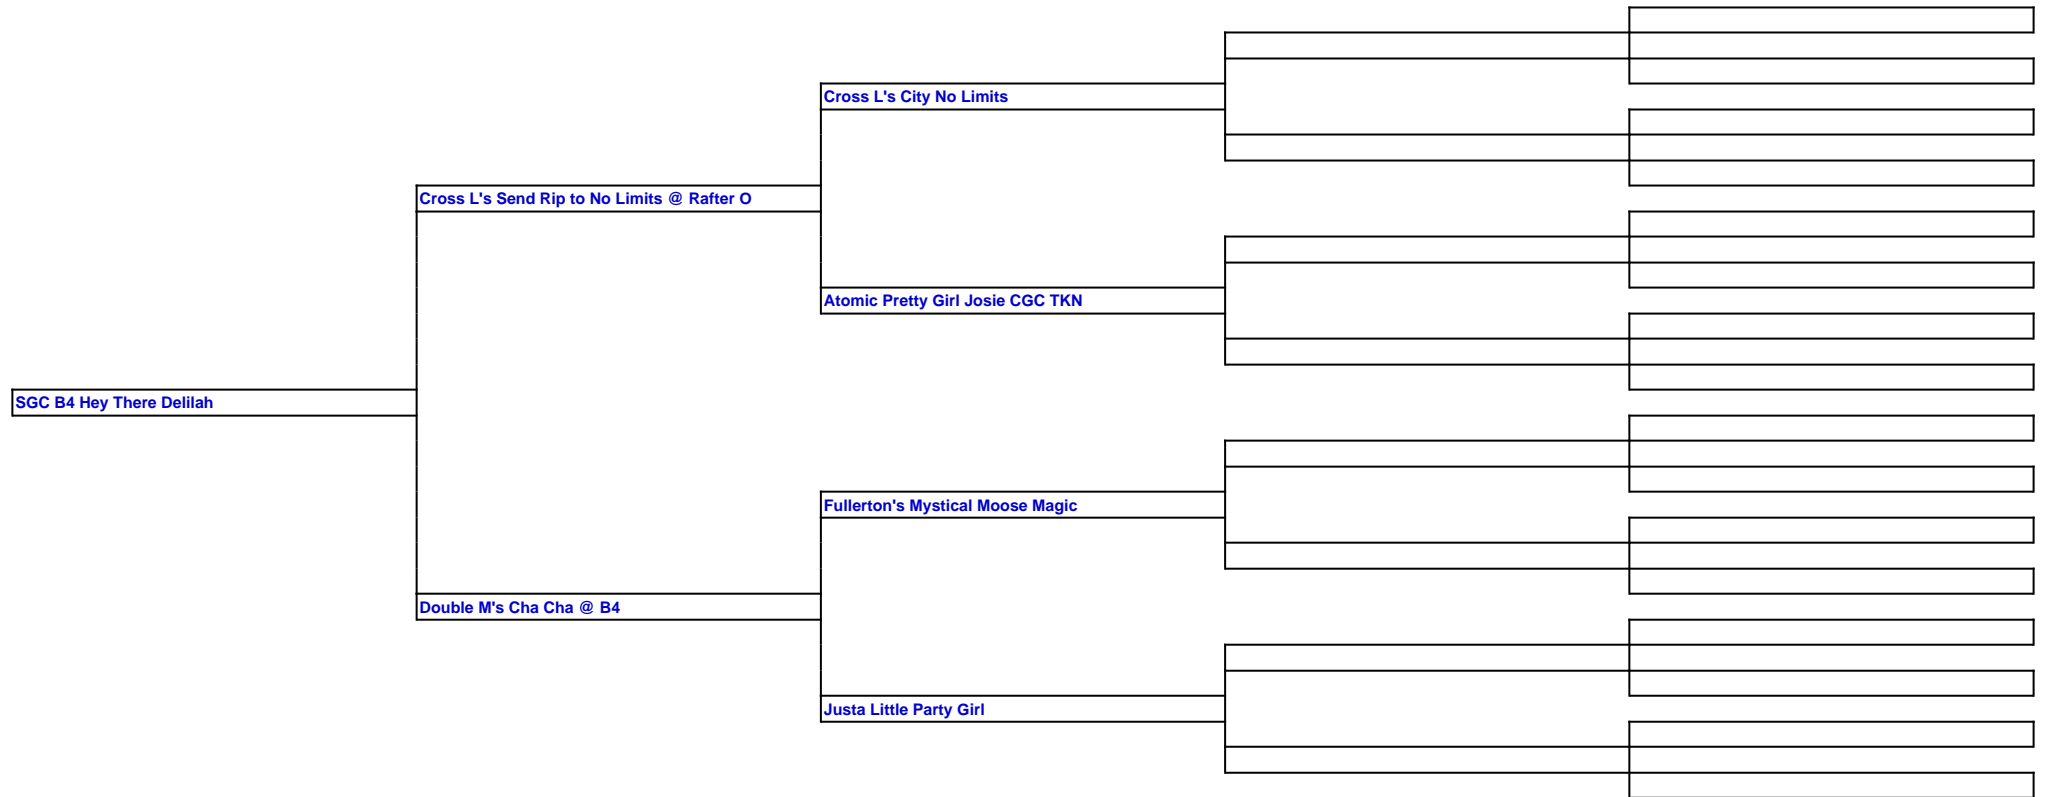 Cross L's City No Limits
Cross L's Send Rip to No Limits @ Rafter O
Atomic Pretty Girl Josie CGC TKN
SGC B4 Hey There Delilah
Fullerton's Mystical Moose Magic
Double M's Cha Cha @ B4
Justa Little Party Girl